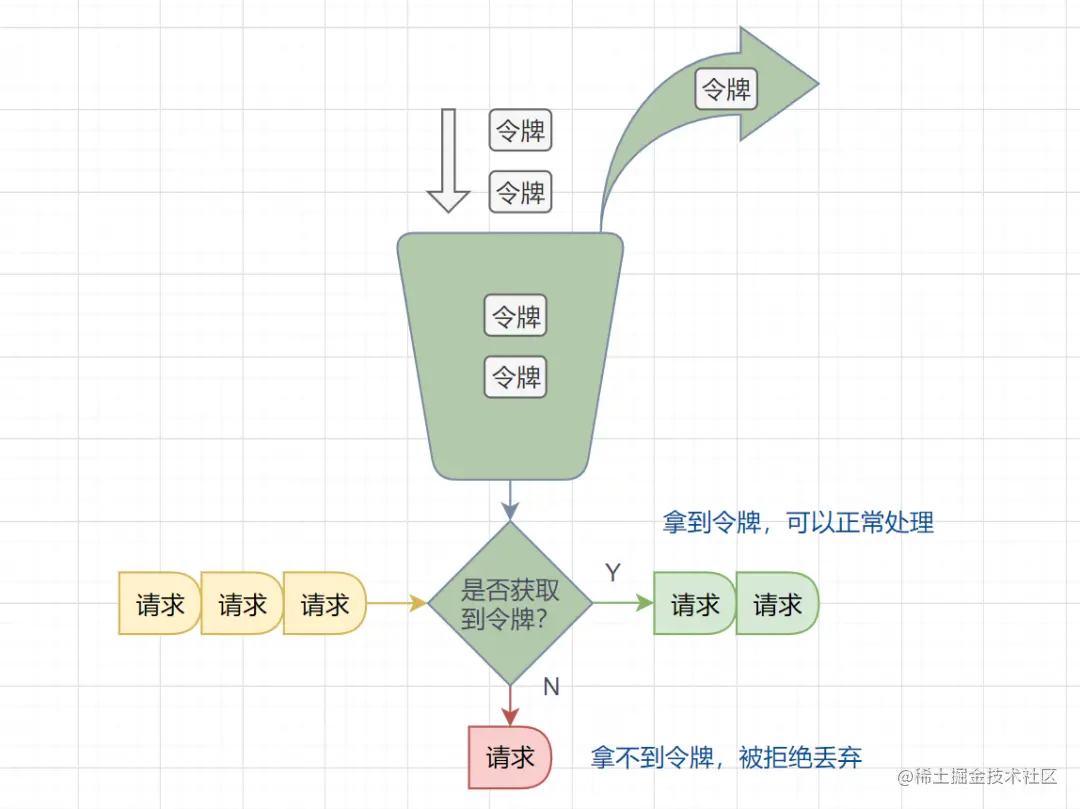 令牌
令牌
令牌
令牌
令牌
拿到令牌，可以正常处理
请求
请求
请求
是否获取
到令牌？
Y
请求
请求
N
请求
拿不到令牌，被拒绝丢弃
@稀土掘金技术社区